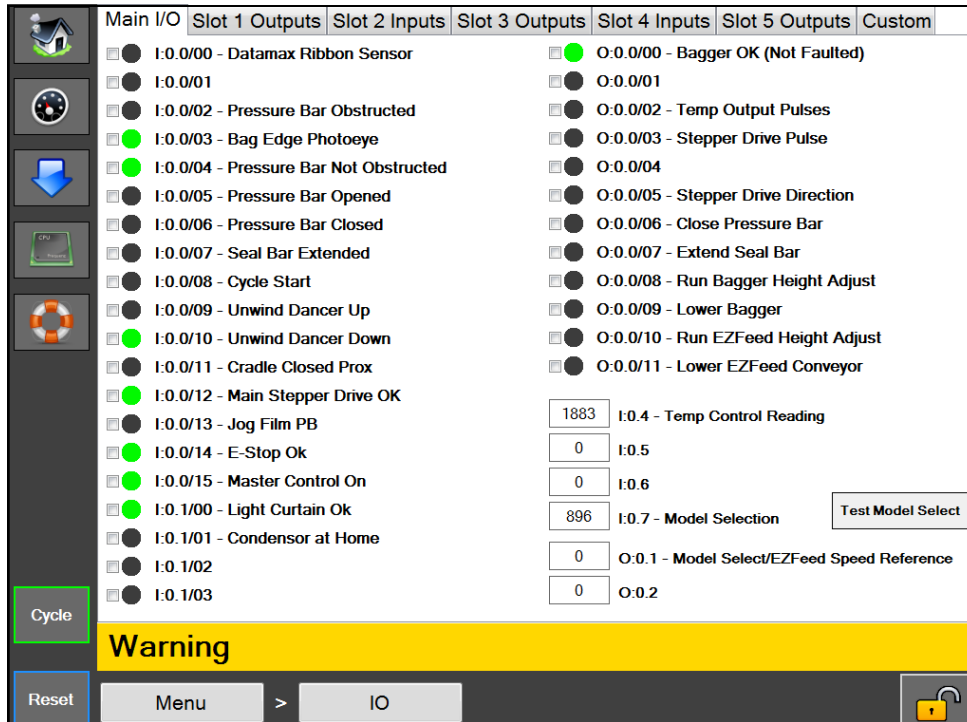 Main I/O Slot 1 Outputs Slot 2 Inputs Slot 3 Outputs Slot 4 Inputs Slot 5 Outputs Custom
I:0.0/00 - Datamax Ribbon Sensor
I:0.0/01
I:0.0/02 - Pressure Bar Obstructed
I:0.0/03 - Bag Edge Photoeye
I:0.0/04 - Pressure Bar Not Obstructed
I:0.0/05 - Pressure Bar Opened
I:0.0/06 - Pressure Bar Closed
I:0.0/07 - Seal Bar Extended
I:0.0/08 - Cycle Start
I:0.0/09 - Unwind Dancer Up
I:0.0/10 - Unwind Dancer Down
I:0.0/11 - Cradle Closed Prox
I:0.0/12 - Main Stepper Drive OK
I:0.0/13 - Jog Film PB
I:0.0/14 - E-Stop Ok
I:0.0/15 - Master Control On
I:0.1/00 - Light Curtain Ok
I:0.1/01 - Condensor at Home
I:0.1/02
I:0.1/03
O:0.0/00 - Bagger OK (Not Faulted)
O:0.0/01
O:0.0/02 - Temp Output Pulses
O:0.0/03 - Stepper Drive Pulse
O:0.0/04
O:0.0/05 - Stepper Drive Direction
O:0.0/06 - Close Pressure Bar
O:0.0/07 - Extend Seal Bar
O:0.0/08 - Run Bagger Height Adjust
O:0.0/09 - Lower Bagger
O:0.0/10 - Run EZFeed Height Adjust
O:0.0/11 - Lower EZFeed Conveyor
1883 I:0.4 - Temp Control Reading
0 I:0.5
0 I:0.6
896 I:0.7 - Model Selection
Test Model Select
0 O:0.1 - Model Select/EZFeed Speed Reference
0 O:0.2
CPU
Cycle
Warning
Reset
Menu > IO